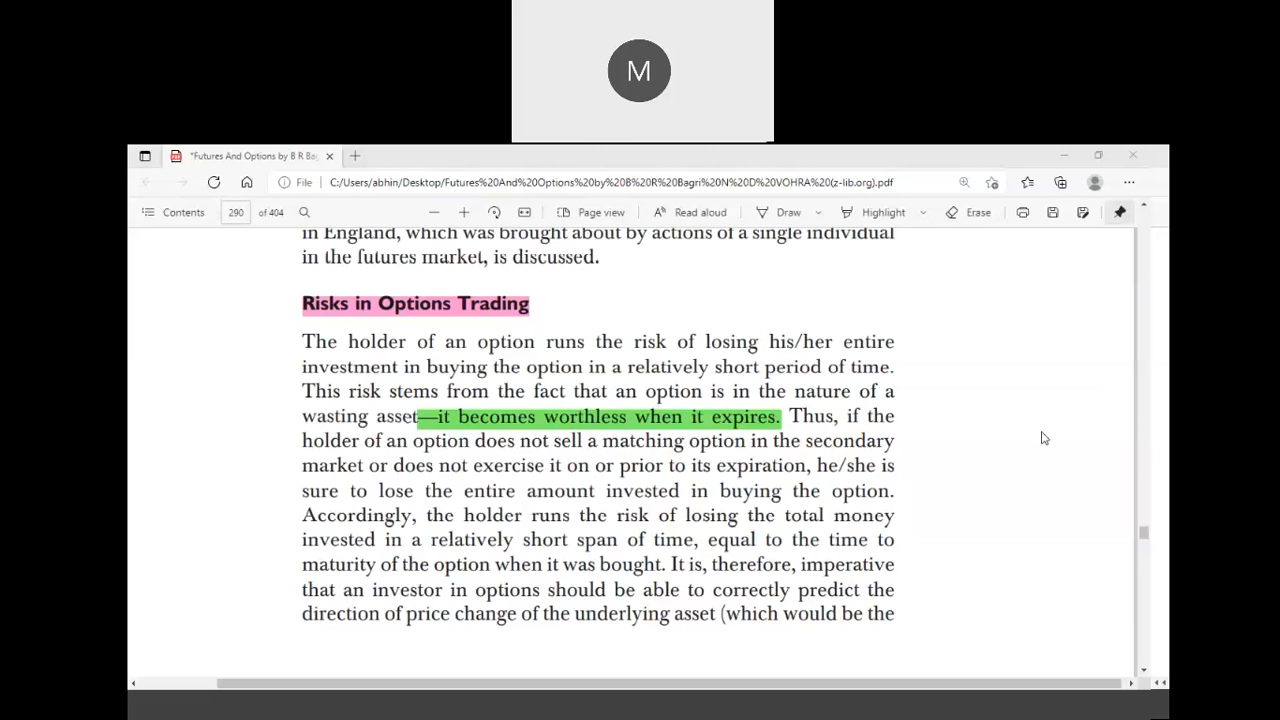 M
*Futures And Options by B R Bag
File
C:/Users/abhin/Desktop/Futures%20And%20Options%20by%20B%20R%20Bagri%20N%20D%20VOHRA%20(z-lib.org).pdf
Contents 290 of 404 Page view Read aloud Draw Highlight Erase
in England, which was brought about by actions of a single individual
in the futures market, is discussed.
Risks in Options Trading
The holder of an option runs the risk of losing his/her entire
investment in buying the option in a relatively short period of time.
This risk stems from the fact that an option is in the nature of a
wasting asset—it becomes worthless when it expires. Thus, if the
holder of an option does not sell a matching option in the secondary
market or does not exercise it on or prior to its expiration, he/she is
sure to lose the entire amount invested in buying the option.
Accordingly, the holder runs the risk of losing the total money
invested in a relatively short span of time, equal to the time to
maturity of the option when it was bought. It is, therefore, imperative
that an investor in options should be able to correctly predict the
direction of price change of the underlying asset (which would be the